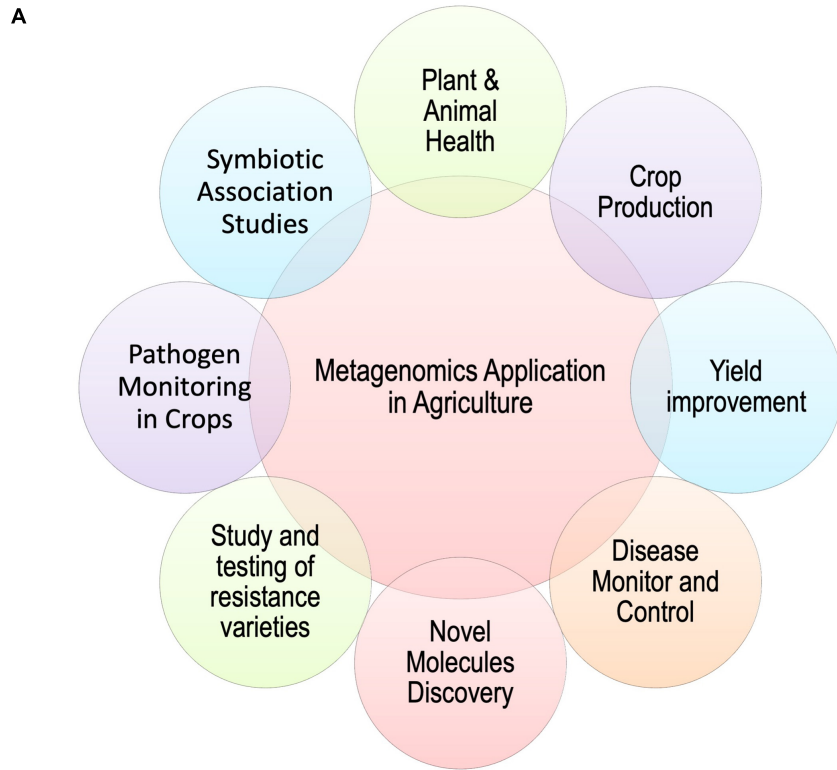 A
Plant &
Animal
Health
Crop
Production
Yield
improvement
Disease
Monitor and
Control
Novel
Molecules
Discovery
Study and
testing of
resistance
varieties
Pathogen
Monitoring
in Crops
Symbiotic
Association
Studies
Metagenomics Application
in Agriculture